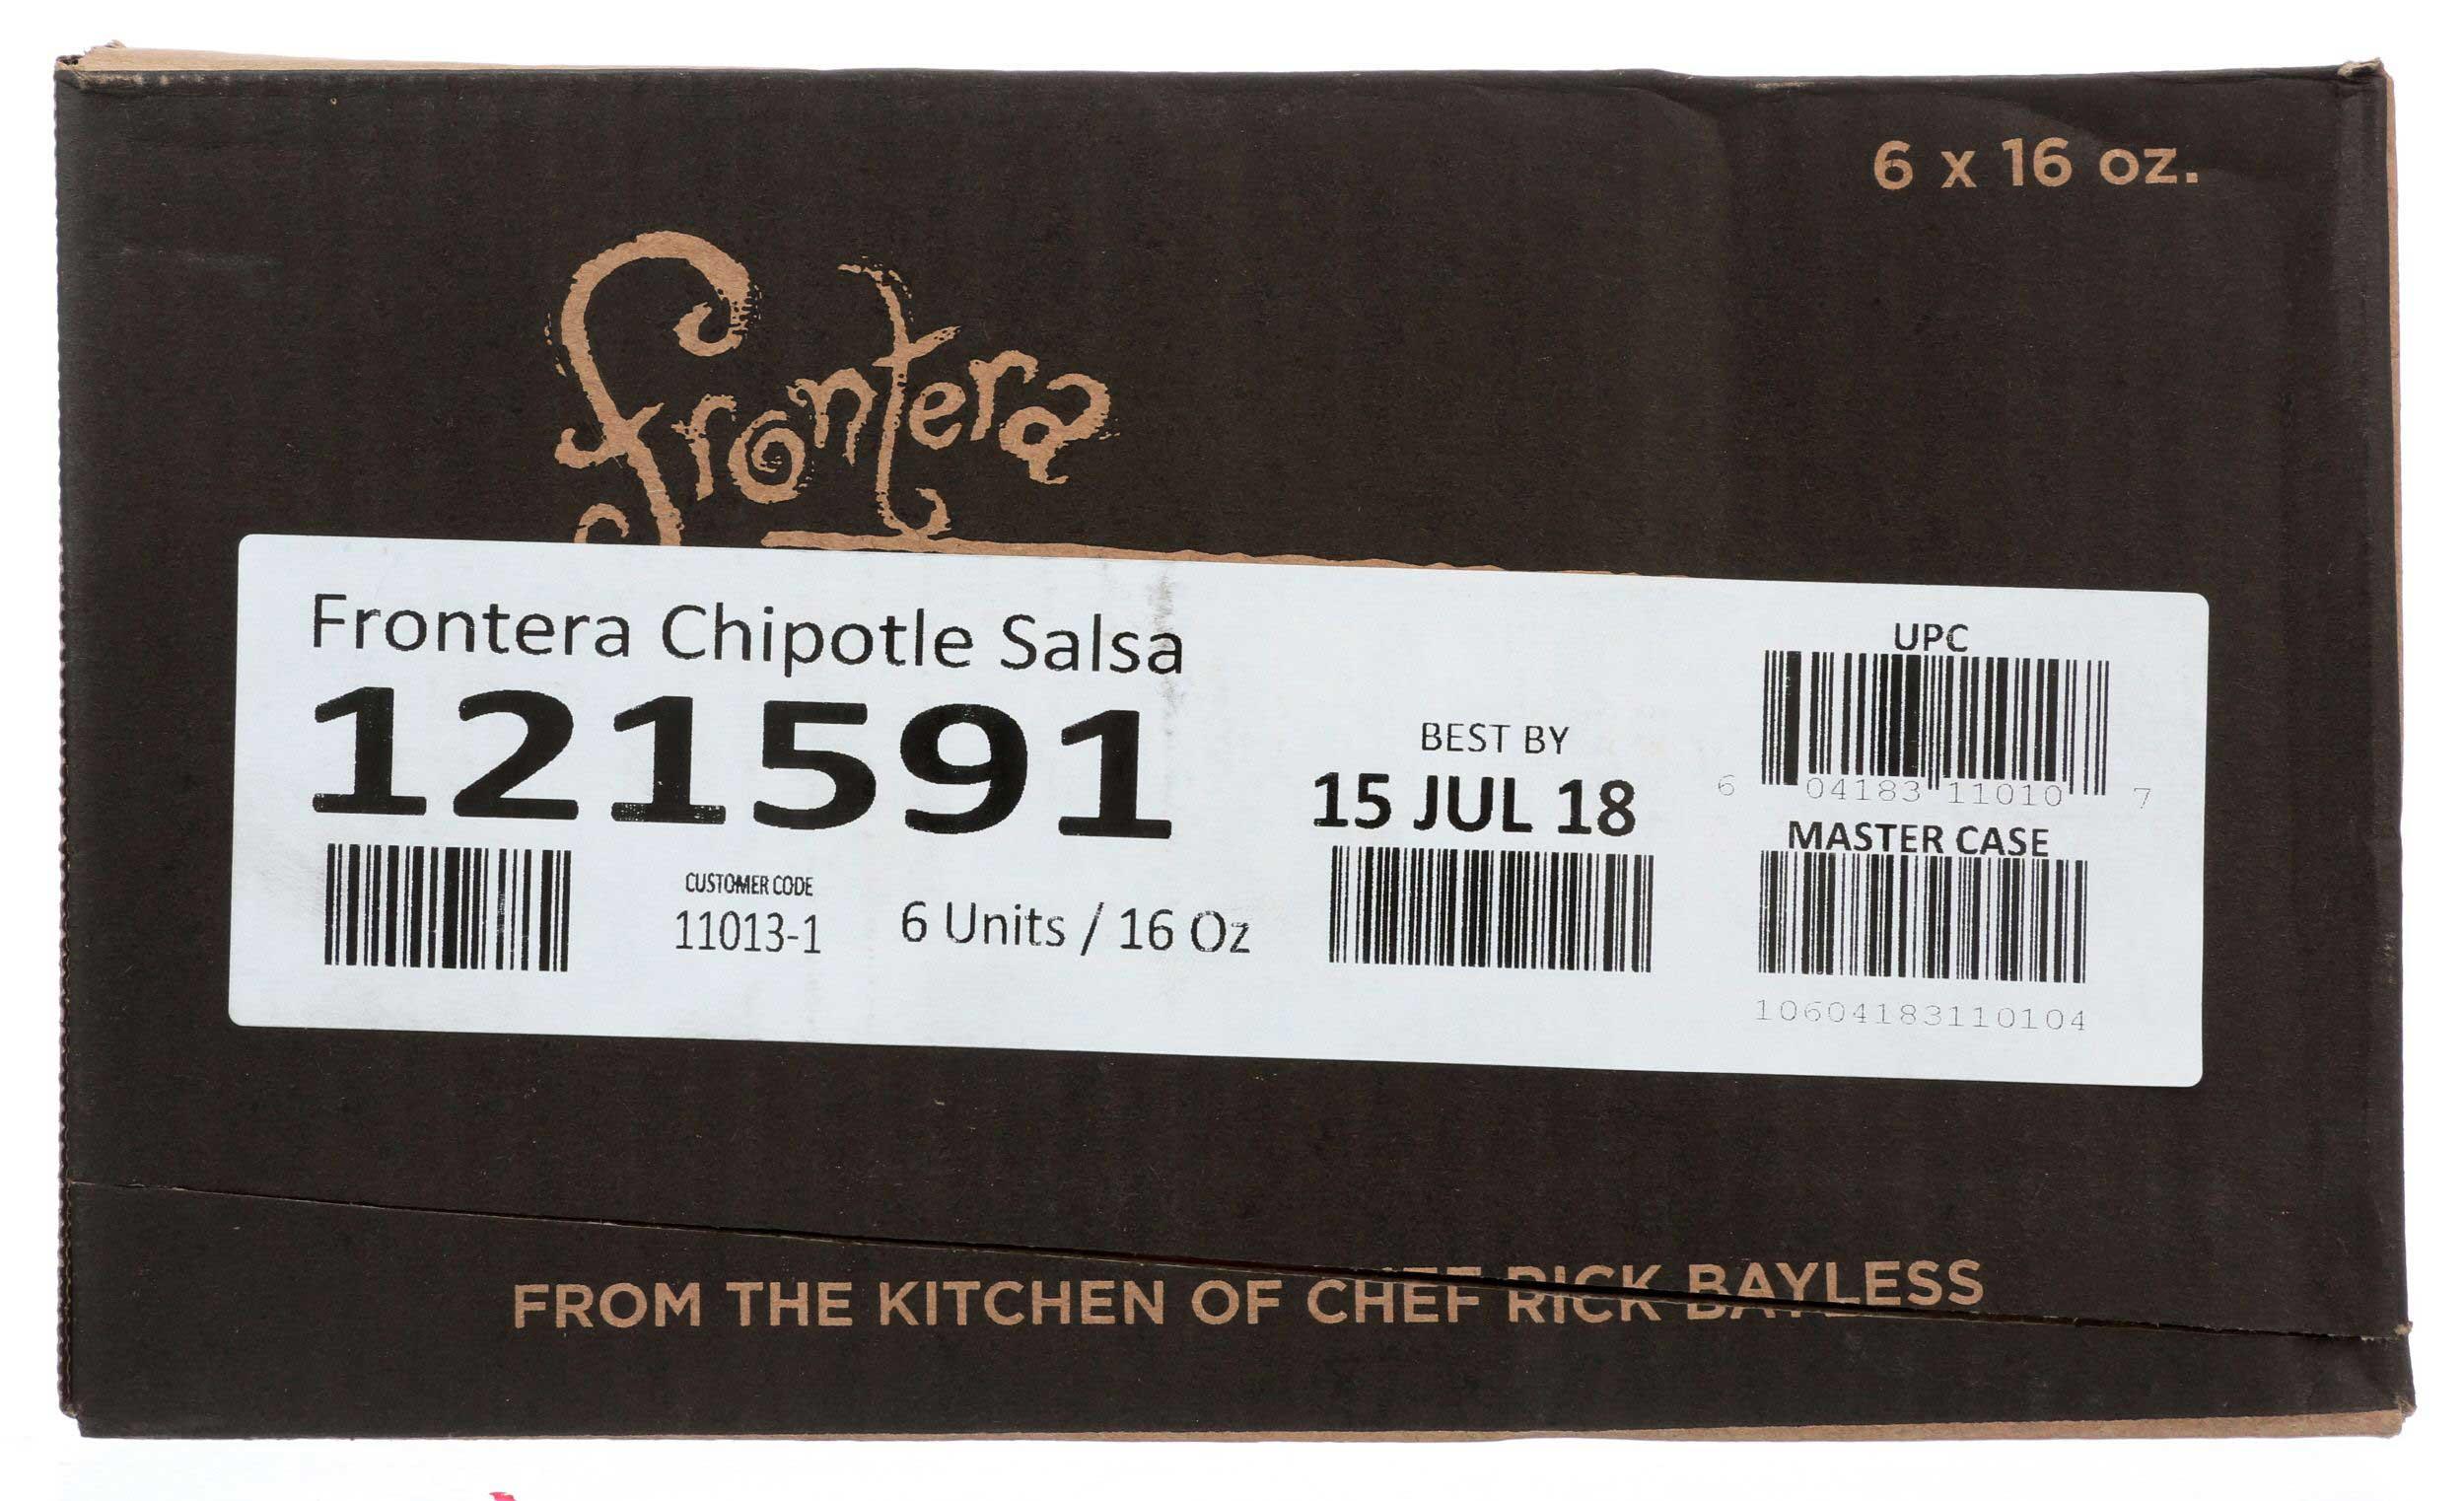 6 x 16 oz.
frontera
Frontera Chipotle Salsa
121591
CUSTOMER CODE
11013-1
6 Units / 16 Oz
BEST BY
15 JUL 18
UPC
6 04183 11010 7
MASTER CASE
10604183110104
FROM THE KITCHEN OF CHEF RICK BAYLESS